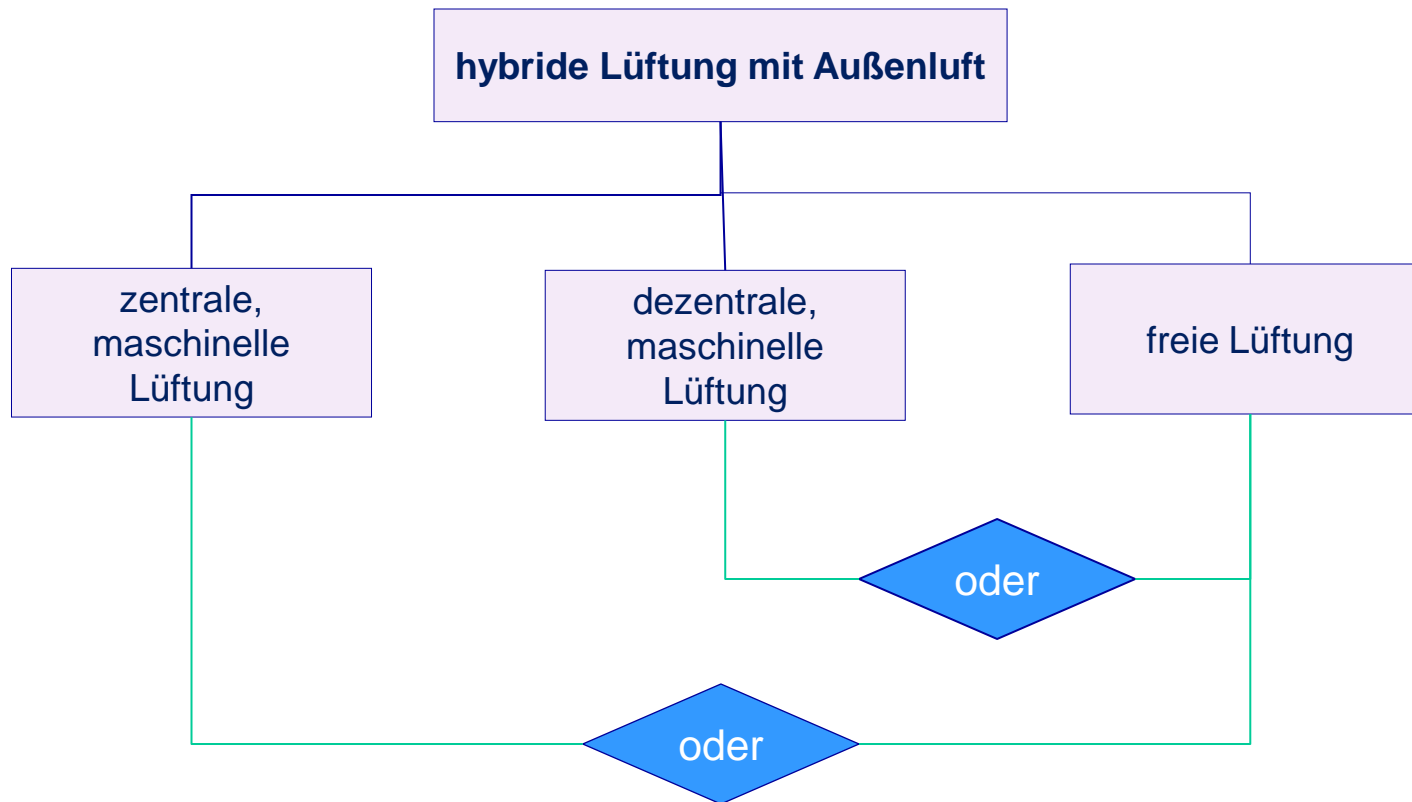 hybride Lüftung mit Außenluft
zentrale,
maschinelle
Lüftung
dezentrale,
maschinelle
Lüftung
freie Lüftung
oder
oder